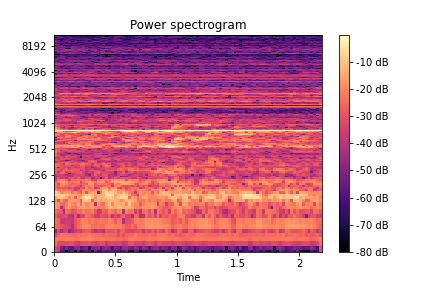 Power spectrogram
8192
4096
2048
1024
512
256
128
64
0
Hz
0
0.5
1
1.5
2
Time
-10 dB
-20 dB
-30 dB
-40 dB
-50 dB
-60 dB
-70 dB
-80 dB